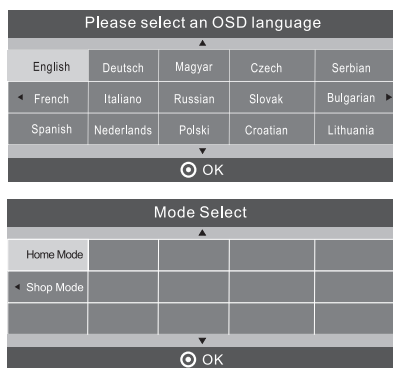 Please select an OSD language
English Deutsch Magyar Czech Serbian
French Italiano Russian Slovak Bulgarian
Spanish Nederlands Polski Croatian Lithuania
OK
Mode Select
Home Mode
Shop Mode
OK